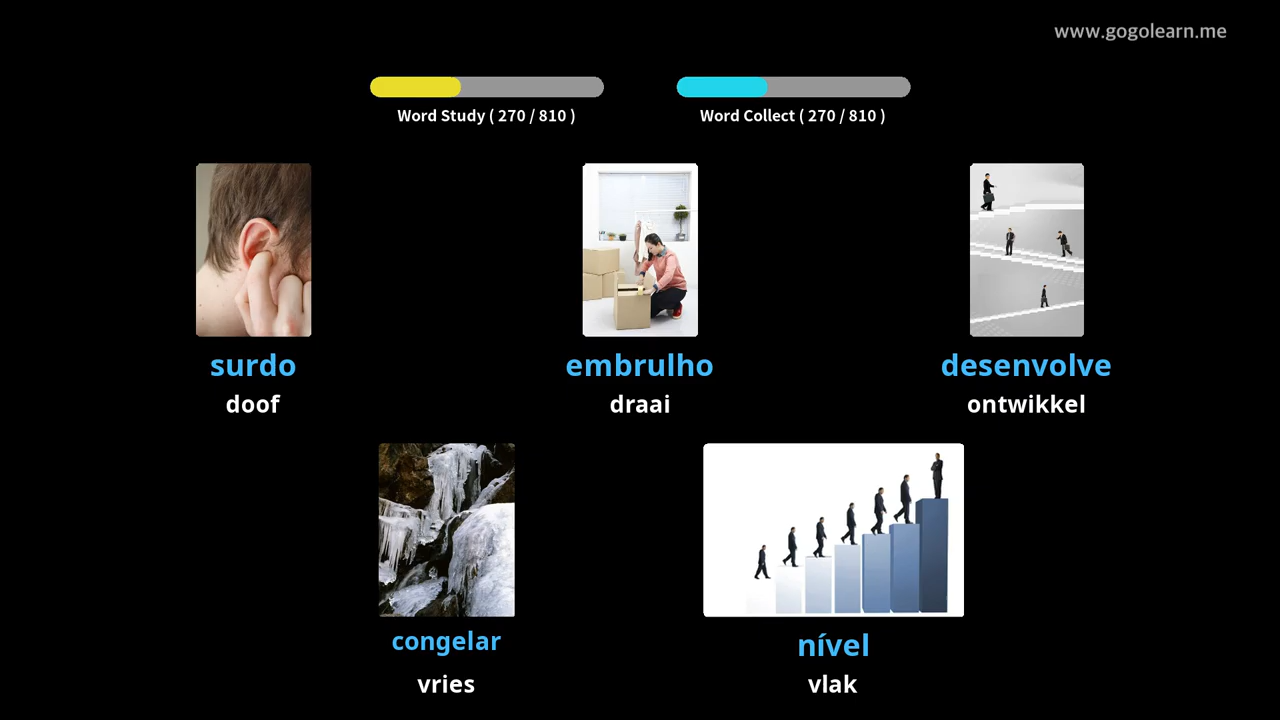 www.gogolearn.me
Word Study ( 270 / 810 )
Word Collect ( 270 / 810 )
surdo
doof
embrulho
draai
desenvolve
ontwikkel
congelar
vries
nível
vlak